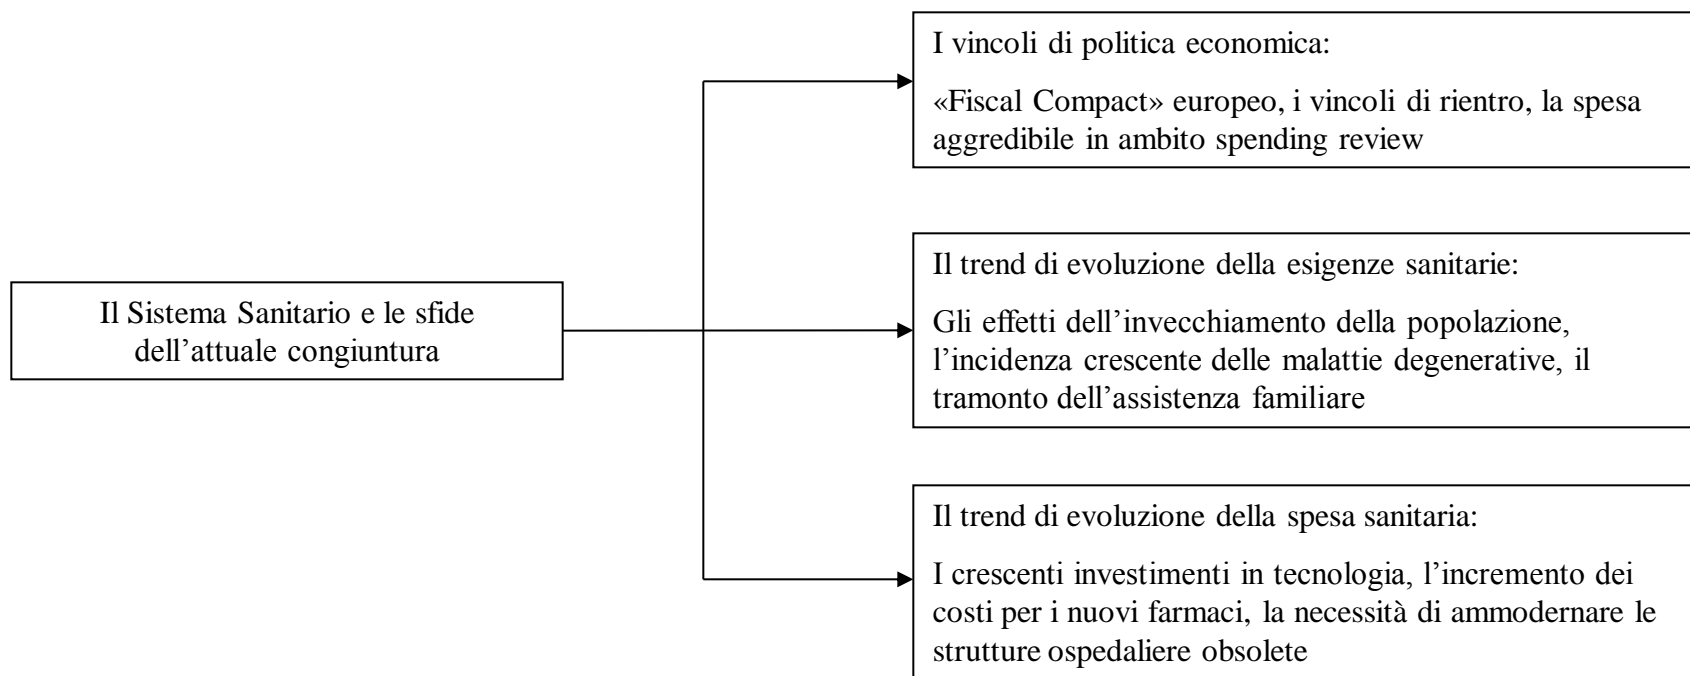 I vincoli di politica economica:
«Fiscal Compact» europeo, i vincoli di rientro, la spesa
aggredibile in ambito spending review
Il Sistema Sanitario e le sfide
dell’attuale congiuntura
Il trend di evoluzione della esigenze sanitarie:
Gli effetti dell’invecchiamento della popolazione,
l’incidenza crescente delle malattie degenerative, il
tramonto dell’assistenza familiare
Il trend di evoluzione della spesa sanitaria:
I crescenti investimenti in tecnologia, l’incremento dei
costi per i nuovi farmaci, la necessità di ammodernare le
strutture ospedaliere obsolete